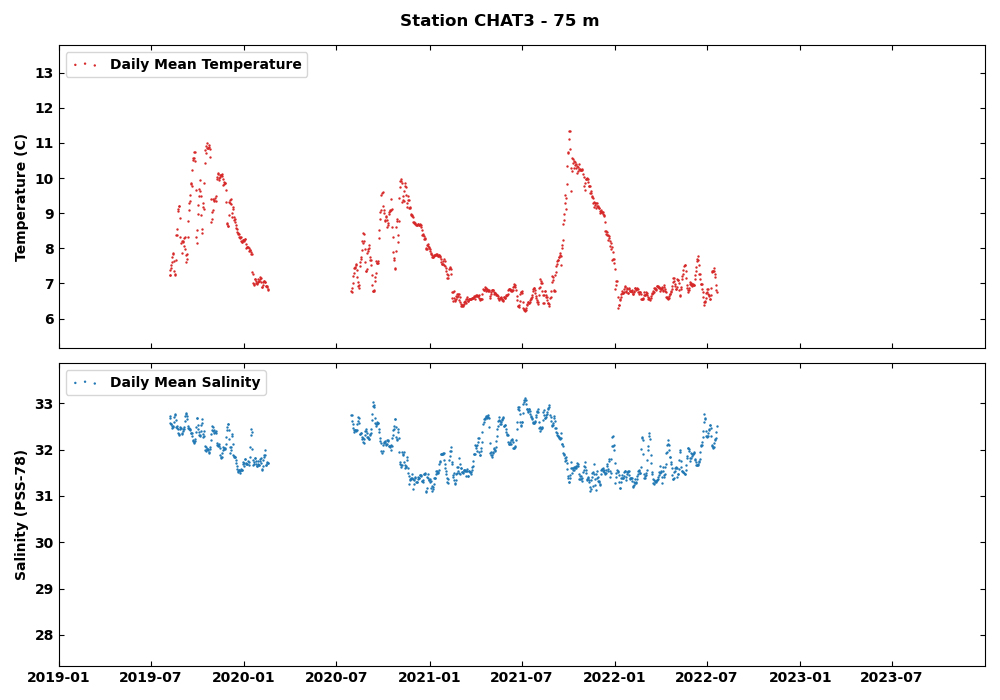 Station CHAT3 - 75 m
Daily Mean Temperature
Temperature (C)
13
12
11
10
9
8
7
6
Daily Mean Salinity
Salinity (PSS-78)
33
32
31
30
29
28
2019-01 2019-07 2020-01 2020-07 2021-01 2021-07 2022-01 2022-07 2023-01 2023-07